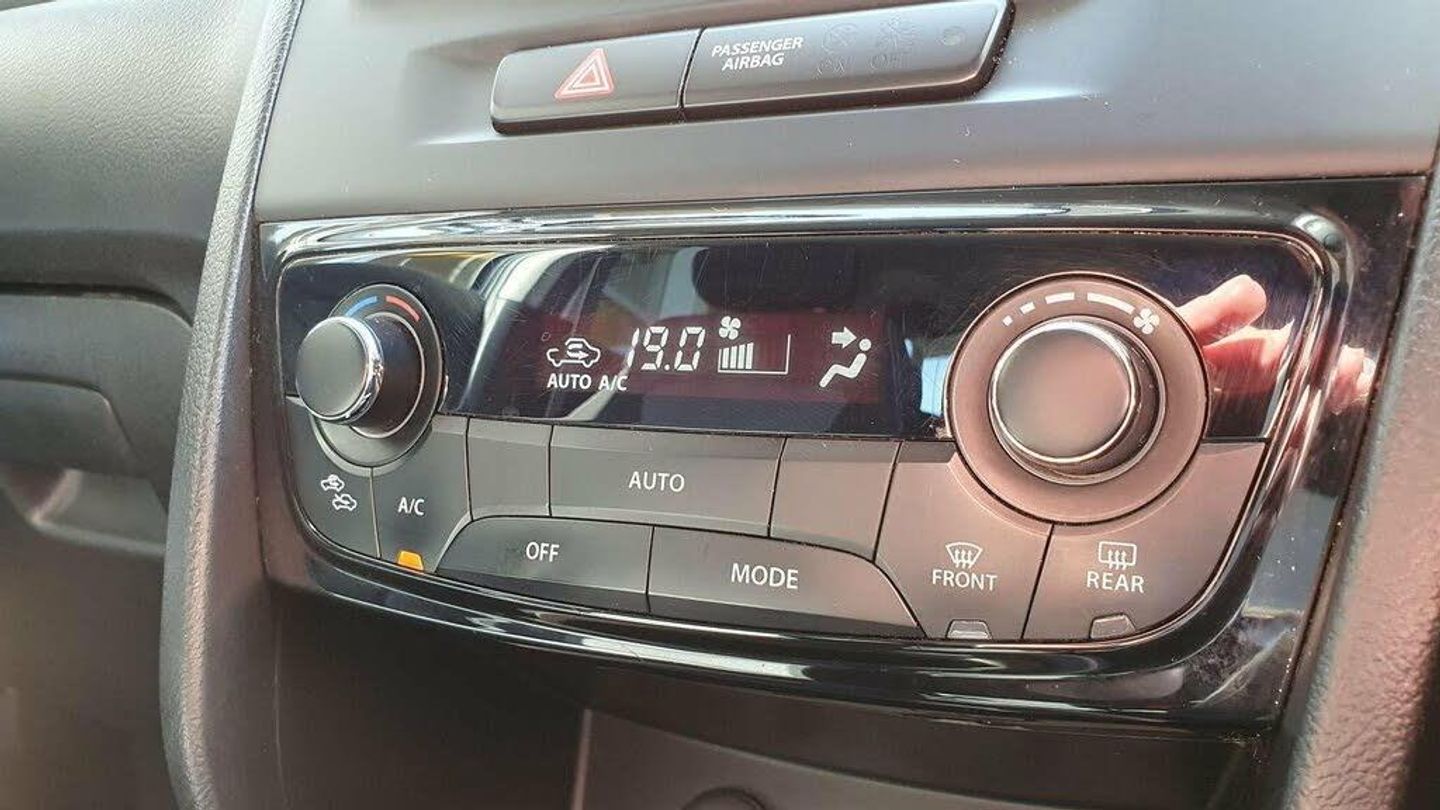 PASSENGER
AIRBAG
19.0
AUTO A/C
A/C
AUTO
OFF
MODE
FRONT
REAR